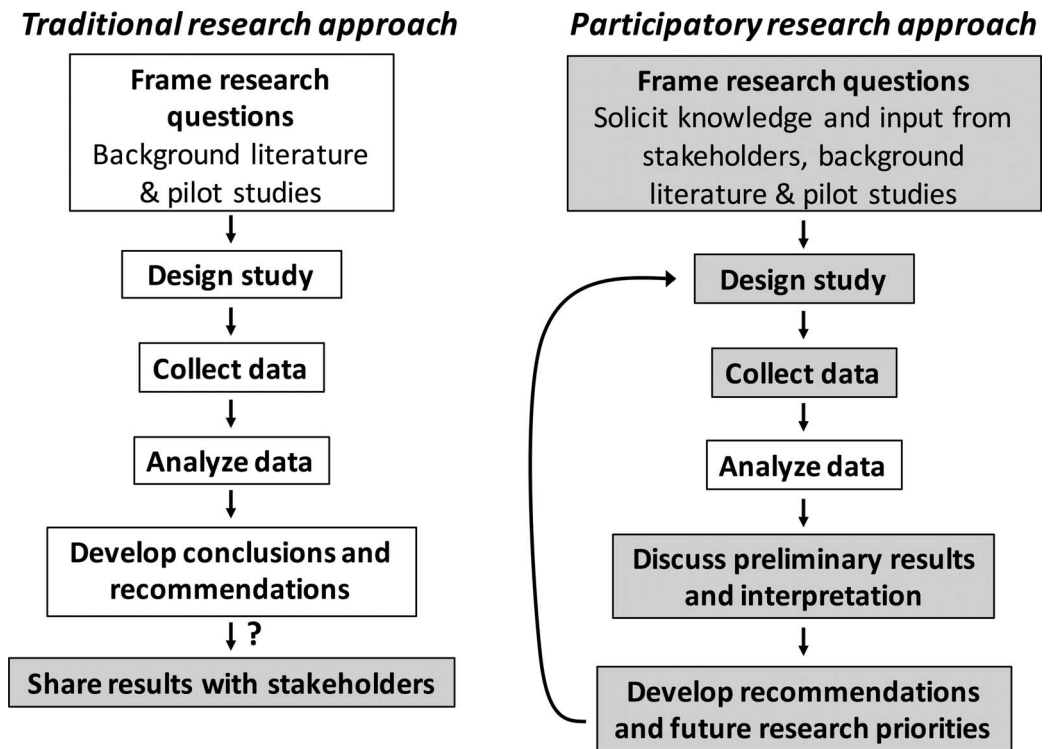 Traditional research approach
Frame research
questions
Background literature
& pilot studies
Design study
Collect data
Analyze data
Develop conclusions and
recommendations
?
Share results with stakeholders
Participatory research approach
Frame research questions
Solicit knowledge and input from
stakeholders, background
literature & pilot studies
Design study
Collect data
Analyze data
Discuss preliminary results
and interpretation
Develop recommendations
and future research priorities